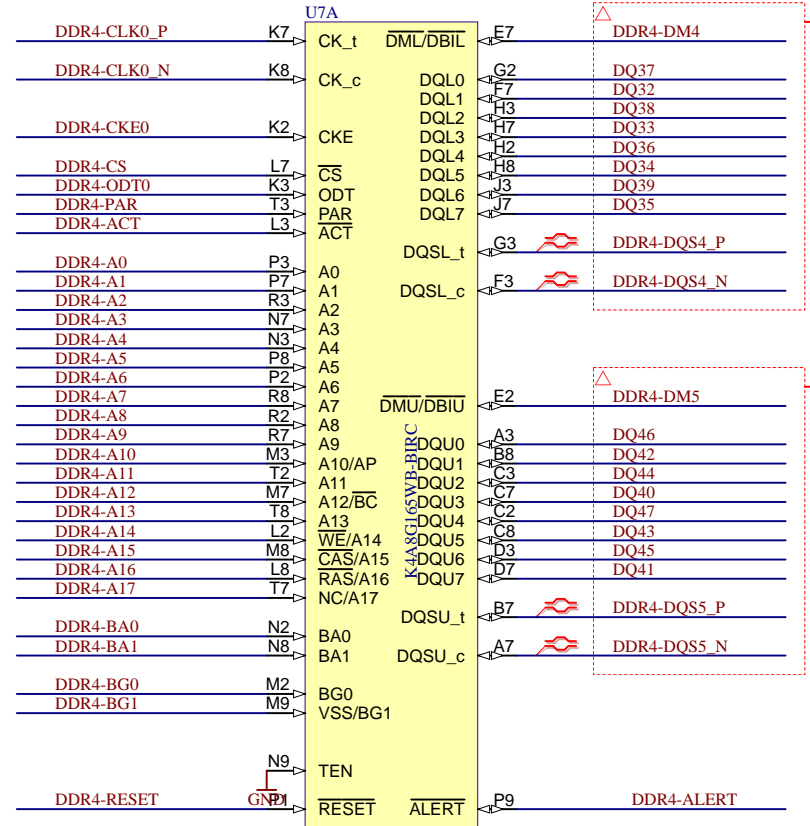 U7A
DDR4-CLK0_P K7 CK_t DML/DBIL E7 DDR4-DM4
DDR4-CLK0_N K8 CK_c DQL0 G2 DQ37
DQL1 F7 DQ32
DQL2 H3 DQ38
DDR4-CKE0 K2 CKE DQL3 H7 DQ33
DQL4 H2 DQ36
DDR4-CS L7 CS DQL5 H8 DQ34
DDR4-ODT0 K3 ODT DQL6 J3 DQ39
DDR4-PAR T3 PAR DQL7 J7 DQ35
DDR4-ACT L3 ACT
DQSL_t G3 DDR4-DQS4_P
DDR4-A0 P3 A0
DDR4-A1 P7 A1 DQSL_c F3 DDR4-DQS4_N
DDR4-A2 R3 A2
DDR4-A3 N7 A3
DDR4-A4 N3 A4
DDR4-A5 P8 A5
DDR4-A6 P2 A6
DDR4-A7 R8 A7 DMU/DBIU E2 DDR4-DM5
DDR4-A8 R2 A8
DDR4-A9 R7 A9 DQU0 A3 DQ46
DDR4-A10 M3 A10/AP DQU1 B8 DQ42
DDR4-A11 T2 A11 DQU2 C3 DQ44
DDR4-A12 M7 A12/BC DQU3 C7 DQ40
DDR4-A13 T8 A13 DQU4 C2 DQ47
DDR4-A14 L2 WE/A14 DQU5 C8 DQ43
DDR4-A15 M8 CAS/A15 DQU6 D3 DQ45
DDR4-A16 L8 RAS/A16 DQU7 D7 DQ41
DDR4-A17 T7 NC/A17
K4A8G165WB-BIRC
DQSU_t B7 DDR4-DQS5_P
DDR4-BA0 N2 BA0
DDR4-BA1 N8 BA1 DQSU_c A7 DDR4-DQS5_N
DDR4-BG0 M2 BG0
DDR4-BG1 M9 VSS/BG1
N9 TEN
GND
DDR4-RESET P1 RESET ALERT P9 DDR4-ALERT